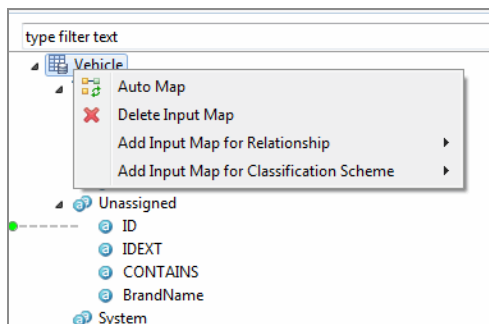 type filter text
Vehicle
Auto Map
Delete Input Map
Add Input Map for Relationship
Add Input Map for Classification Scheme
Unassigned
ID
IDEXT
CONTAINS
BrandName
System